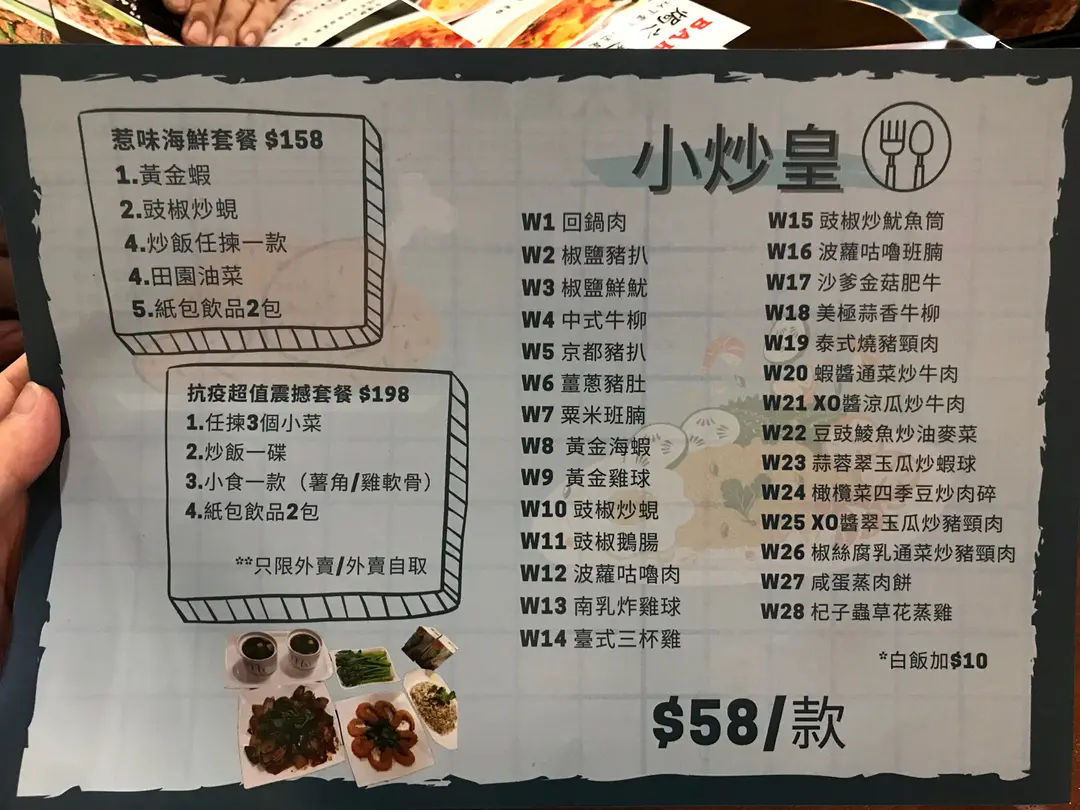 惹味海鮮套餐 $158
1.黃金蝦
2.豉椒炒蜆
4.炒飯任揀一款
4.田園油菜
5.紙包飲品2包
抗疫超值震撼套餐 $198
1.任揀3個小菜
2.炒飯一碟
3.小食一款（薯角/雞軟骨）
4.紙包飲品2包
**只限外賣/外賣自取
小炒皇
W1 回鍋肉
W2 椒鹽豬扒
W3 椒鹽鮮魷
W4 中式牛柳
W5 京都豬扒
W6 薑蔥豬肚
W7 粟米班腩
W8 黃金海蝦
W9 黃金雞球
W10 豉椒炒蜆
W11 豉椒鵝腸
W12 波蘿咕嚕肉
W13 南乳炸雞球
W14 臺式三杯雞
W15 豉椒炒魷魚筒
W16 波蘿咕嚕班腩
W17 沙爹金菇肥牛
W18 美極蒜香牛柳
W19 泰式燒豬頸肉
W20 蝦醬通菜炒牛肉
W21 XO醬涼瓜炒牛肉
W22 豆豉鯪魚炒油麥菜
W23 蒜蓉翠玉瓜炒蝦球
W24 橄欖菜四季豆炒肉碎
W25 XO醬翠玉瓜炒豬頸肉
W26 椒絲腐乳通菜炒豬頸肉
W27 咸蛋蒸肉餅
W28 杞子蟲草花蒸雞
*白飯加$10
$58/款